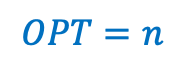 OPT = n